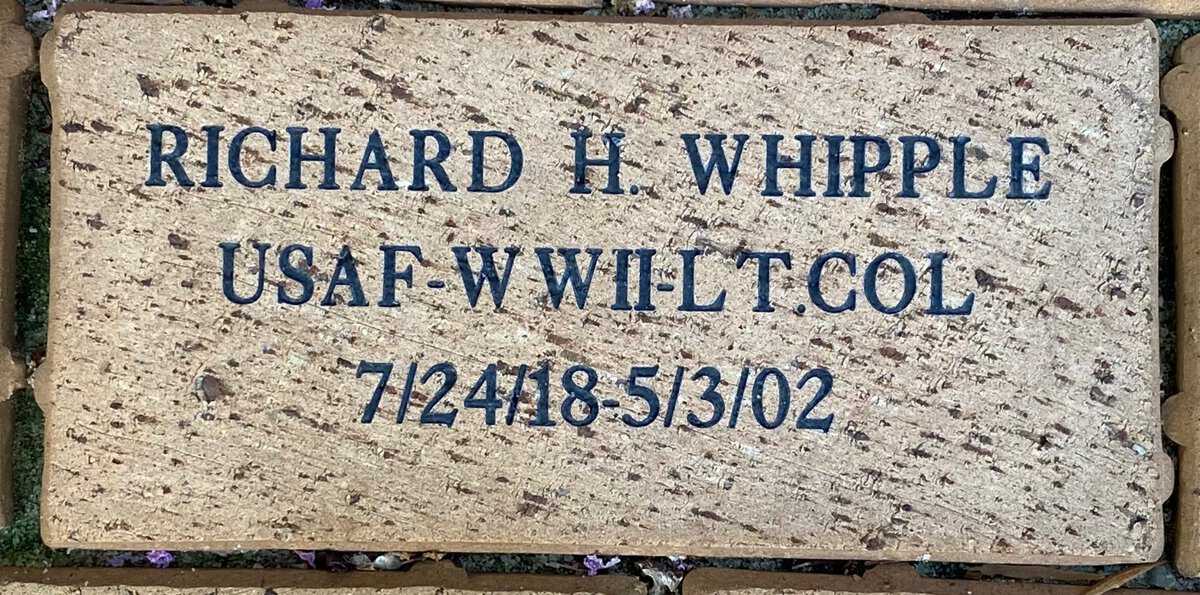 RICHARD H. WHIPPLE
USAF-WWII-LT.COL
7/24/18-5/3/02